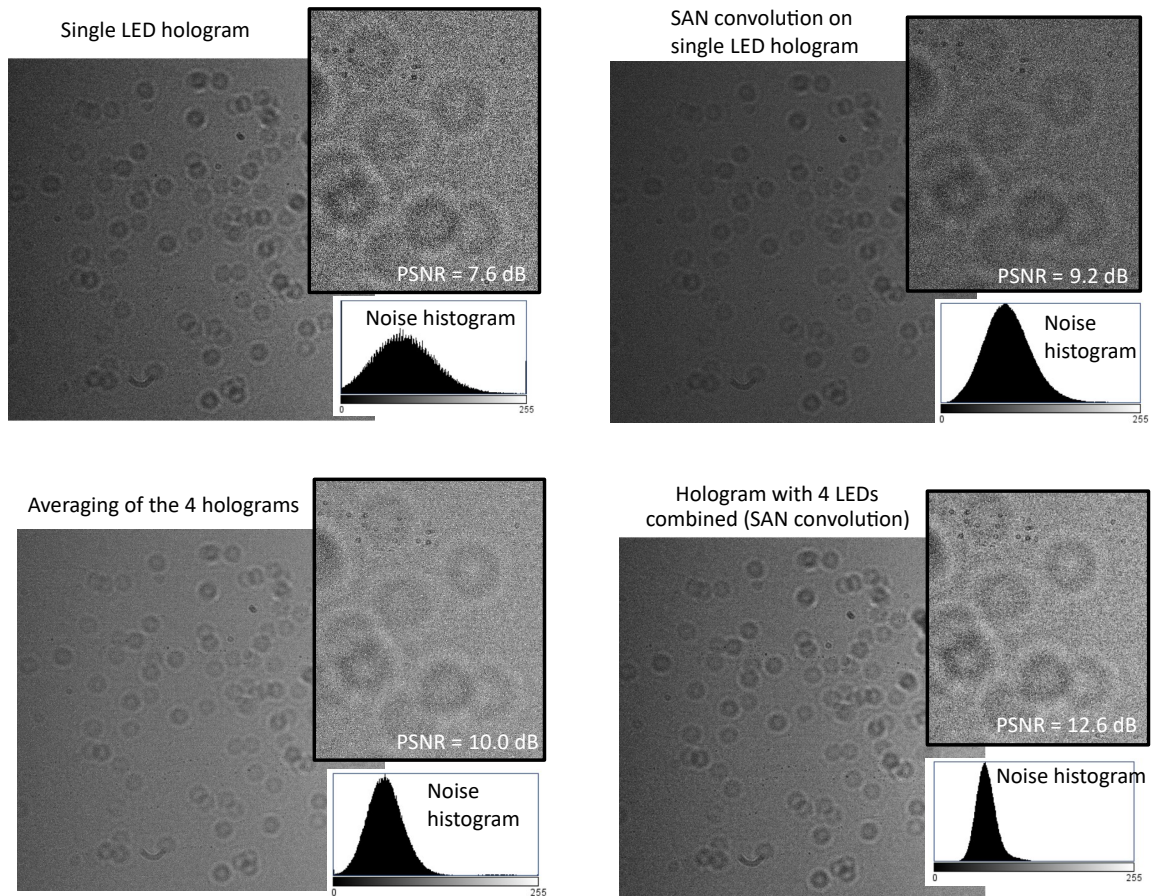 Single LED hologram
PSNR = 7.6 dB
Noise histogram
0
255
SAN convolution on
single LED hologram
PSNR = 9.2 dB
Noise
histogram
0
255
Averaging of the 4 holograms
PSNR = 10.0 dB
Noise
histogram
0
255
Hologram with 4 LEDs
combined (SAN convolution)
PSNR = 12.6 dB
Noise histogram
0
255